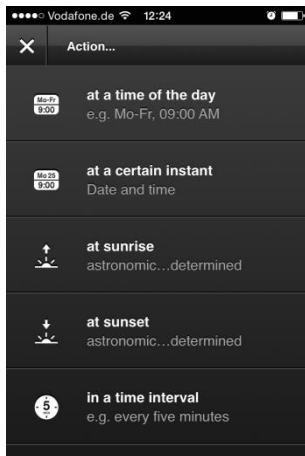 Vodafone.de 12:24
Action...
Mo-Fr
9:00
at a time of the day
e.g. Mo-Fr, 09:00 AM
Mo 25
9:00
at a certain instant
Date and time
at sunrise
astronomic...determined
at sunset
astronomic...determined
5
in a time interval
e.g. every five minutes